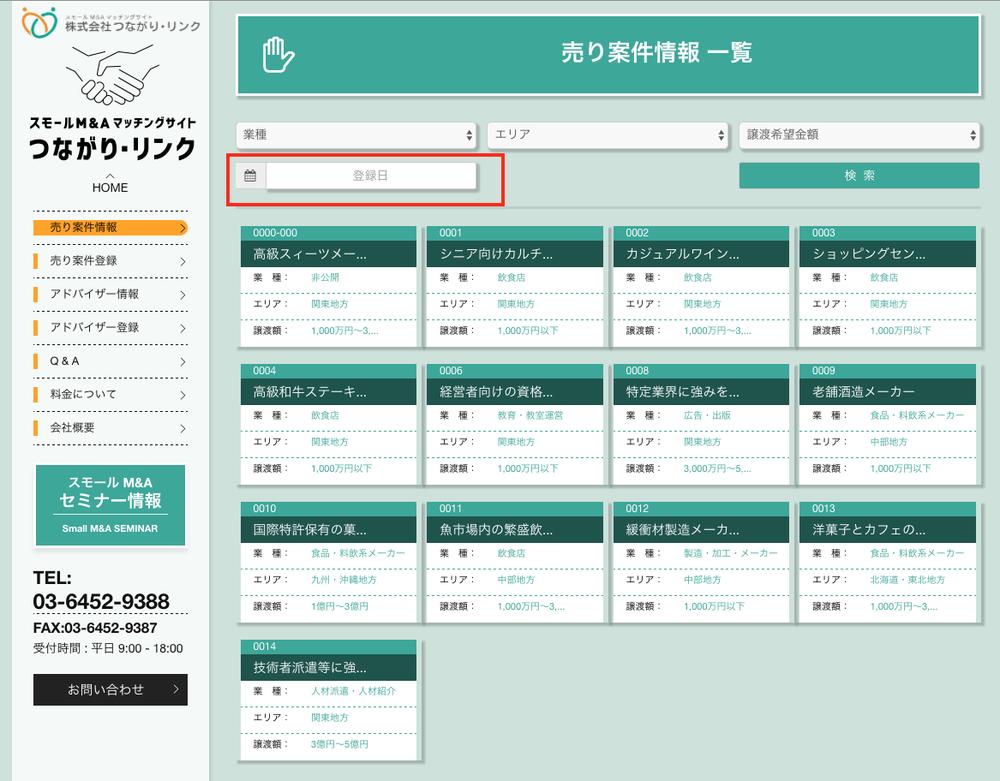 スモール M&A マッチングサイト
株式会社つながり・リンク
スモールM&Aマッチングサイト
つながり・リンク
HOME
売り案件情報
売り案件登録
アドバイザー情報
アドバイザー登録
Q & A
料金について
会社概要
スモール M&A
セミナー情報
Small M&A SEMINAR
TEL:
03-6452-9388
FAX:03-6452-9387
受付時間 : 平日 9:00 - 18:00
お問い合わせ
売り案件情報 一覧
業種 エリア 譲渡希望金額
登録日 検 索
0000-000
高級スィーツメー...
業 種： 非公開
エリア： 関東地方
譲渡額： 1,000万円〜3,...
0001
シニア向けカルチ...
業 種： 飲食店
エリア： 関東地方
譲渡額： 1,000万円以下
0002
カジュアルワイン...
業 種： 飲食店
エリア： 関東地方
譲渡額： 1,000万円〜3,...
0003
ショッピングセン...
業 種： 飲食店
エリア： 関東地方
譲渡額： 1,000万円以下
0004
高級和牛ステーキ...
業 種： 飲食店
エリア： 関東地方
譲渡額： 1,000万円以下
0006
経営者向けの資格...
業 種： 教育・教室運営
エリア： 関東地方
譲渡額： 1,000万円以下
0008
特定業界に強みを...
業 種： 広告・出版
エリア： 関東地方
譲渡額： 3,000万円〜5,...
0009
老舗酒造メーカー
業 種： 食品・料飲系メーカー
エリア： 中部地方
譲渡額： 1,000万円以下
0010
国際特許保有の菓...
業 種： 食品・料飲系メーカー
エリア： 九州・沖縄地方
譲渡額： 1億円〜3億円
0011
魚市場内の繁盛飲...
業 種： 飲食店
エリア： 中部地方
譲渡額： 1,000万円〜3,...
0012
緩衝材製造メーカ...
業 種： 製造・加工・メーカー
エリア： 中部地方
譲渡額： 1,000万円以下
0013
洋菓子とカフェの...
業 種： 食品・料飲系メーカー
エリア： 北海道・東北地方
譲渡額： 1,000万円〜3,...
0014
技術者派遣等に強...
業 種： 人材派遣・人材紹介
エリア： 関東地方
譲渡額： 3億円〜5億円